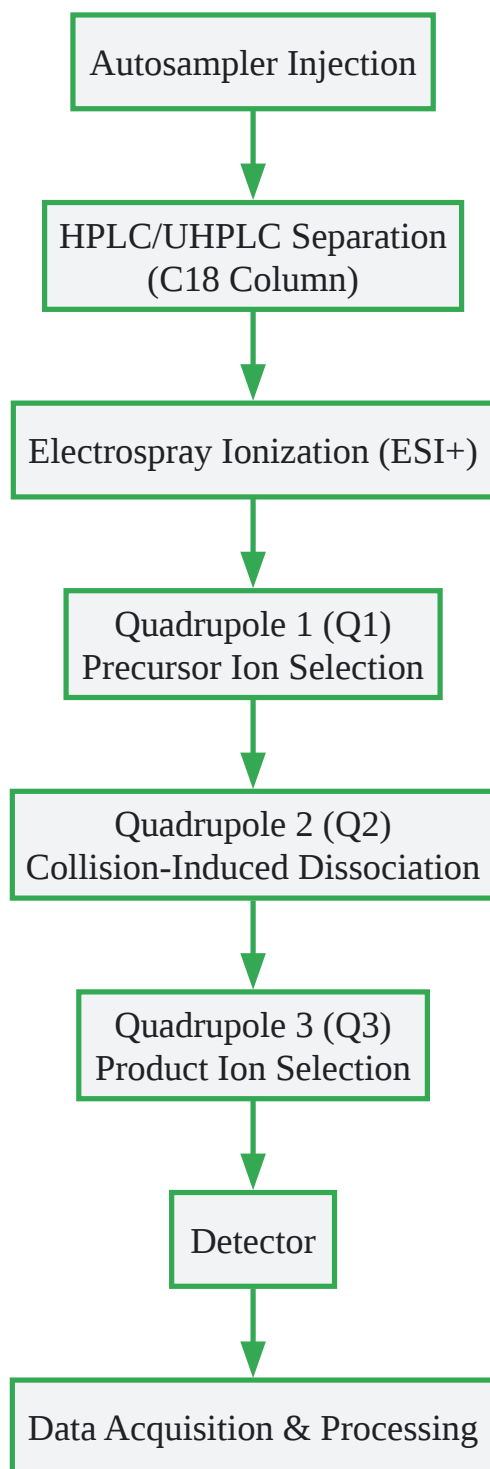 Autosampler Injection
HPLC/UHPLC Separation
(C18 Column)
Electrospray Ionization (ESI+)
Quadrupole 1 (Q1)
Precursor Ion Selection
Quadrupole 2 (Q2)
Collision-Induced Dissociation
Quadrupole 3 (Q3)
Product Ion Selection
Detector
Data Acquisition & Processing